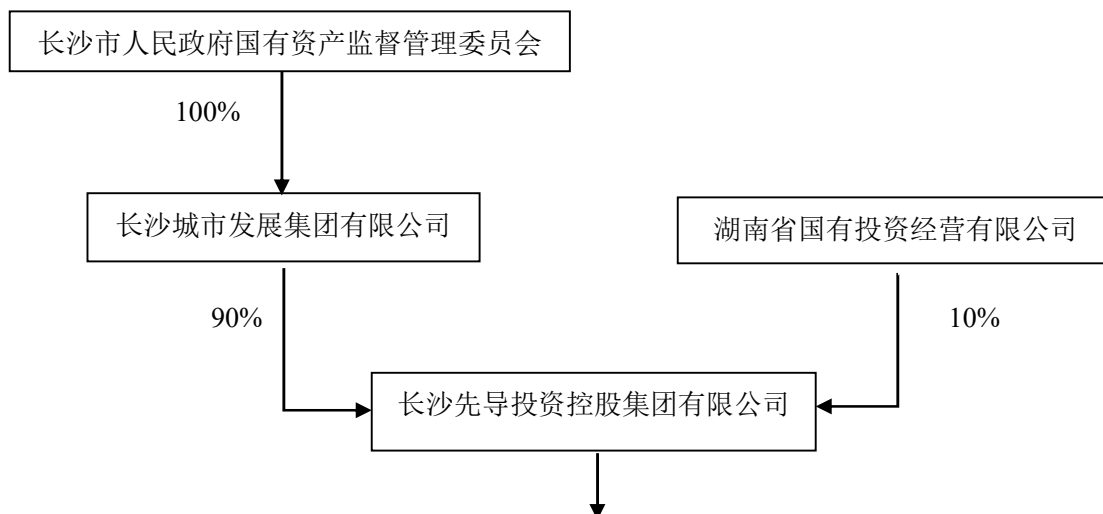 长沙市人民政府国有资产监督管理委员会
100%
长沙城市发展集团有限公司
湖南省国有投资经营有限公司
90%
10%
长沙先导投资控股集团有限公司